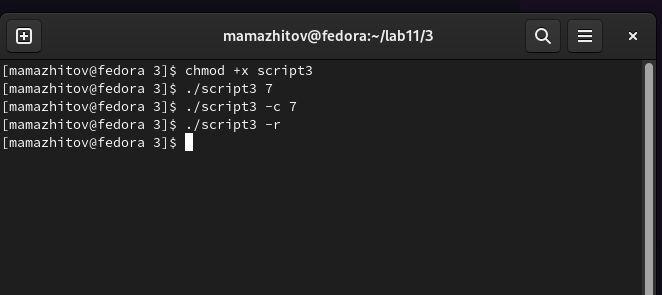 mamazhitov@fedora:~/lab11/3
[mamazhitov@fedora 3]$ chmod +x script3
[mamazhitov@fedora 3]$ ./script3 7
[mamazhitov@fedora 3]$ ./script3 -c 7
[mamazhitov@fedora 3]$ ./script3 -r
[mamazhitov@fedora 3]$